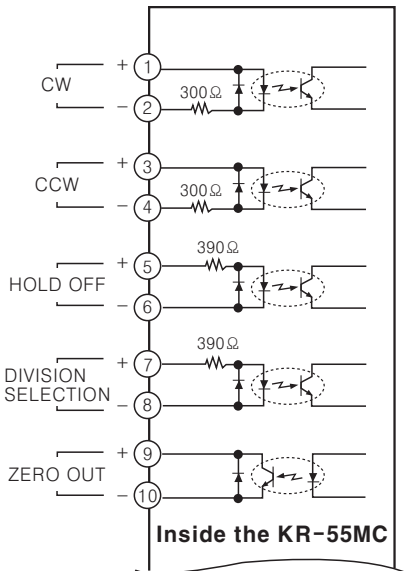 CW
+ 1
300Ω
- 2
CCW
+ 3
300Ω
- 4
HOLD OFF
+ 5
390Ω
- 6
DIVISION
SELECTION
+ 7
390Ω
- 8
ZERO OUT
+ 9
- 10
Inside the KR-55MC